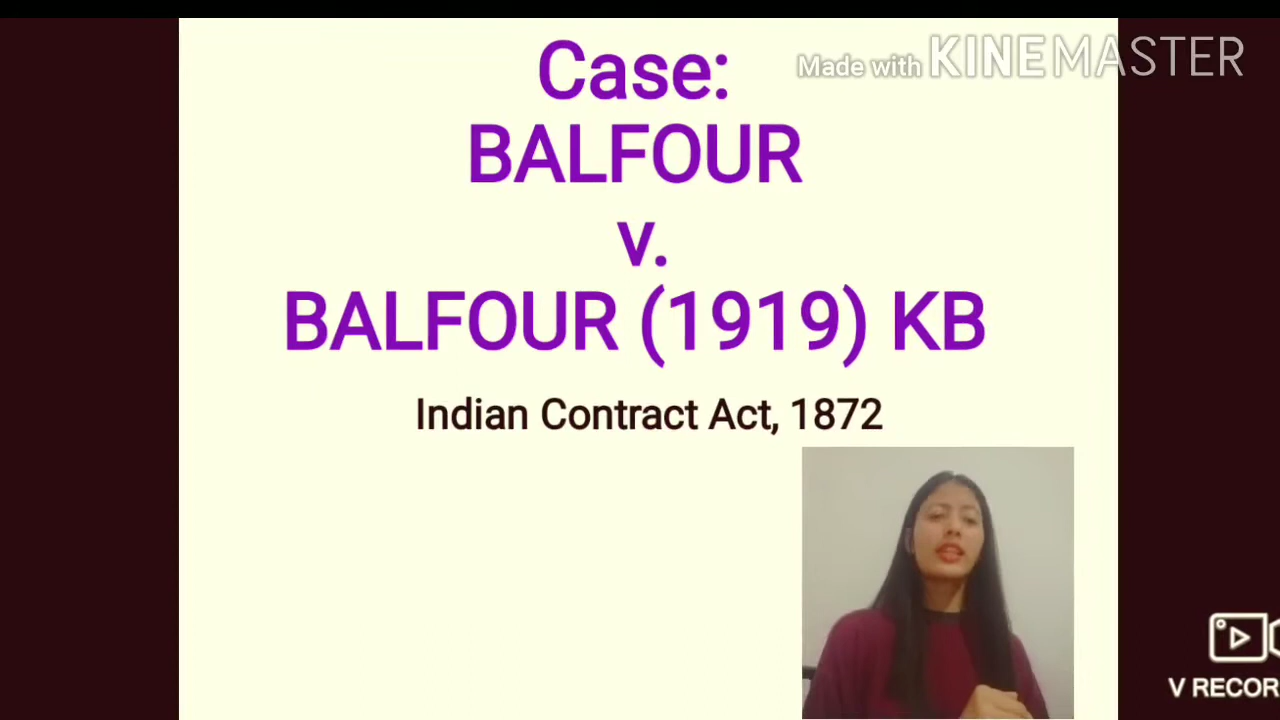 Made with KINEMASTER
Case:
BALFOUR
v.
BALFOUR (1919) KB
Indian Contract Act, 1872
V RECOR